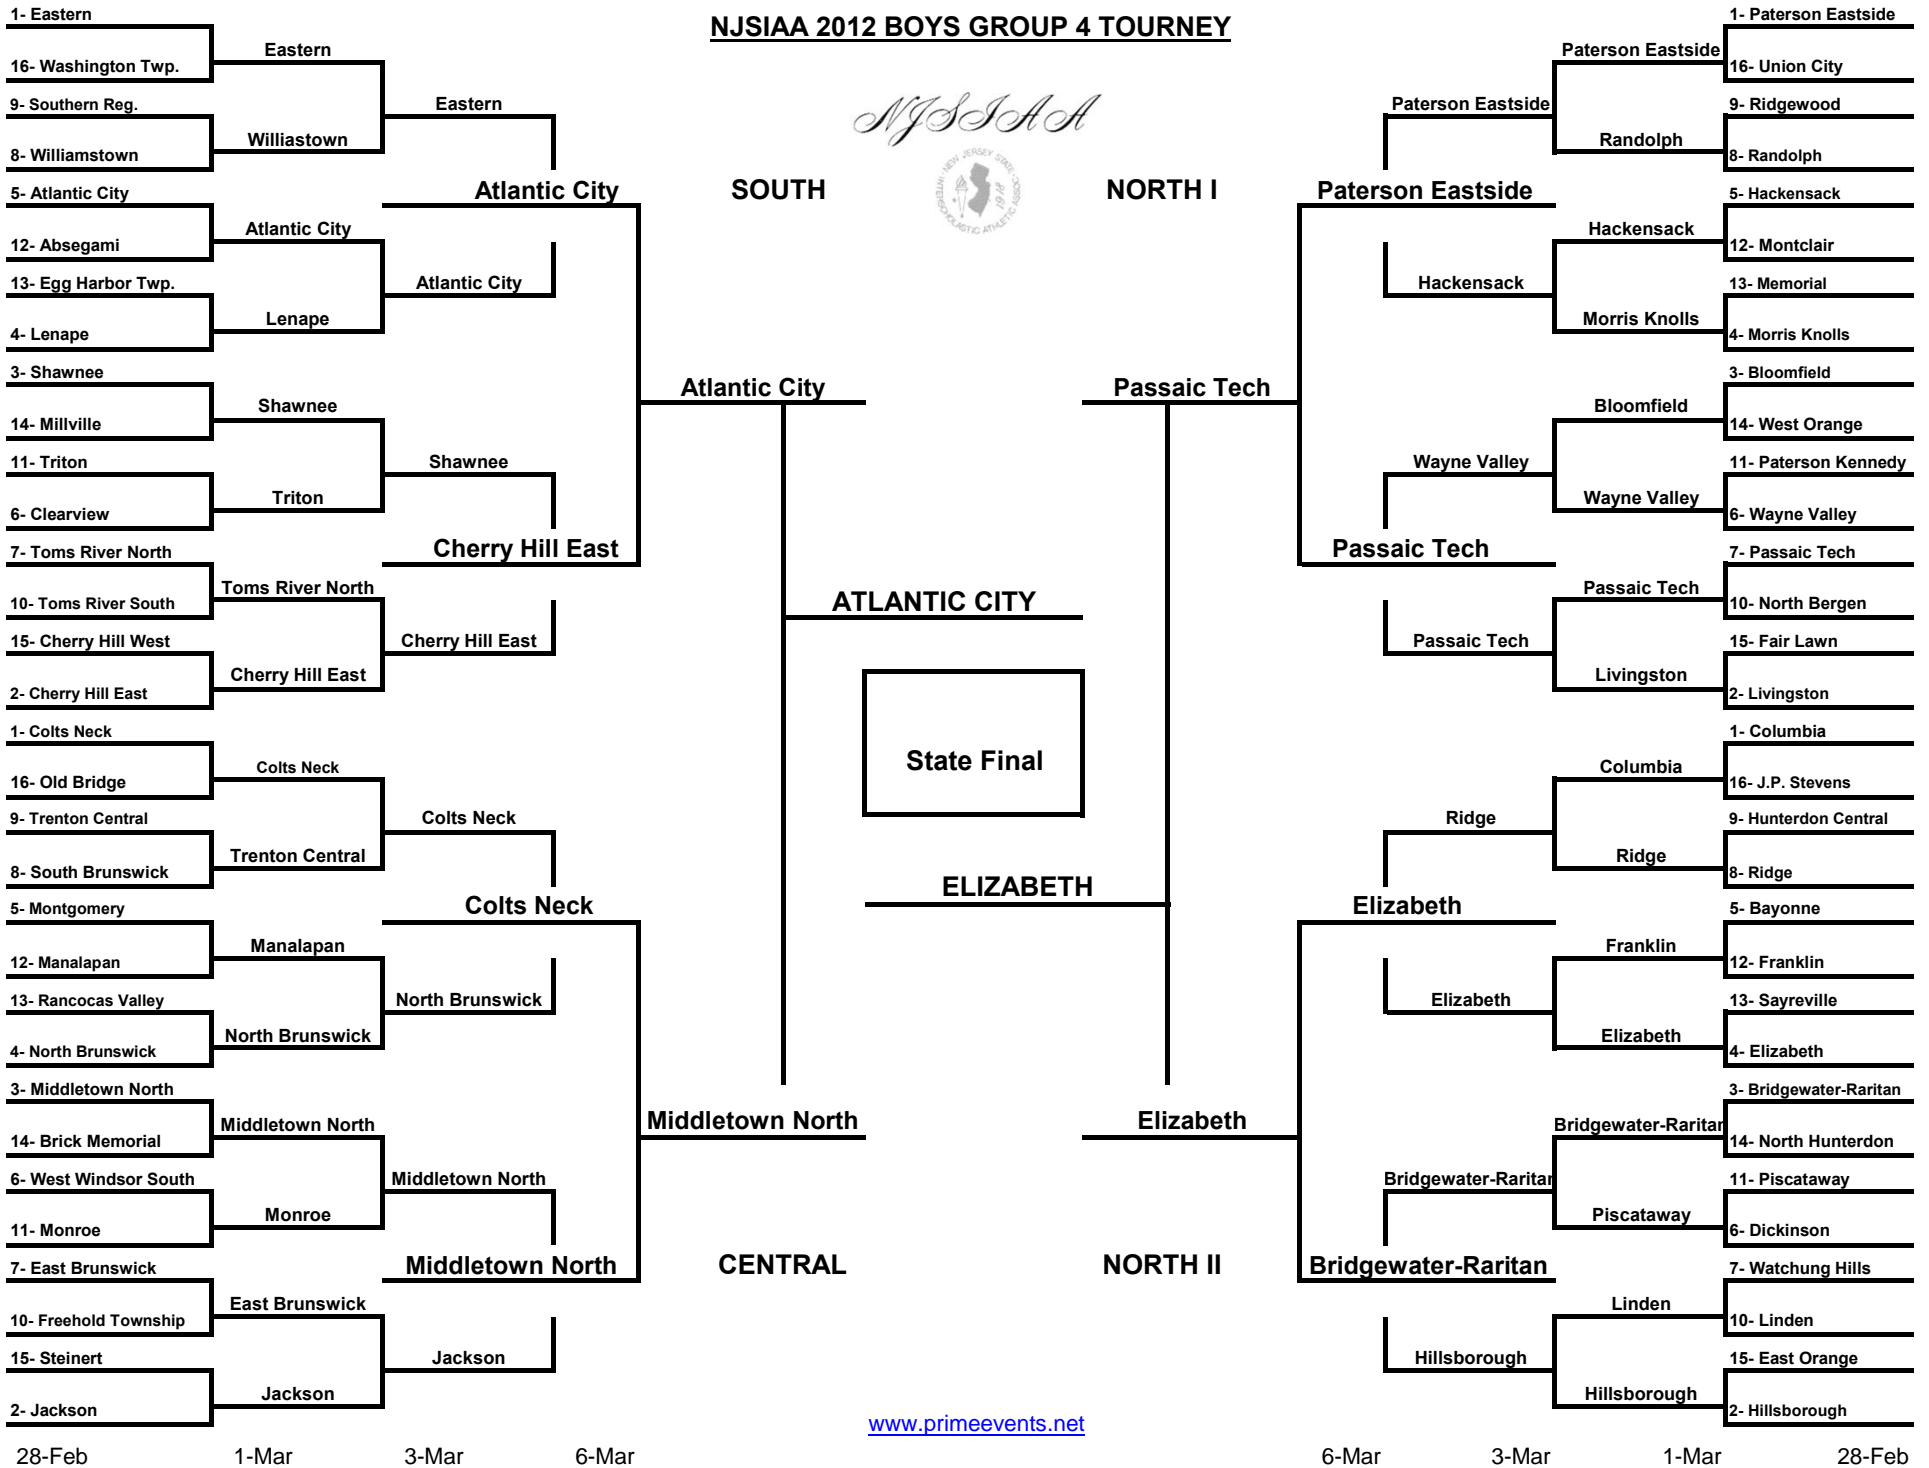 NJSIAA 2012 BOYS GROUP 4 TOURNEY
NJSIAA
NEW JERSEY STATE INTERSCHOLASTIC ATHLETIC ASSOC.
1918
SOUTH
1- Eastern
16- Washington Twp.
9- Southern Reg.
8- Williamstown
5- Atlantic City
12- Absegami
13- Egg Harbor Twp.
4- Lenape
3- Shawnee
14- Millville
11- Triton
6- Clearview
7- Toms River North
10- Toms River South
15- Cherry Hill West
2- Cherry Hill East
Eastern
Williastown
Atlantic City
Lenape
Shawnee
Triton
Toms River North
Cherry Hill East
Eastern
Atlantic City
Shawnee
Cherry Hill East
Atlantic City
Cherry Hill East
Atlantic City
1- Colts Neck
16- Old Bridge
9- Trenton Central
8- South Brunswick
5- Montgomery
12- Manalapan
13- Rancocas Valley
4- North Brunswick
3- Middletown North
14- Brick Memorial
6- West Windsor South
11- Monroe
7- East Brunswick
10- Freehold Township
15- Steinert
2- Jackson
Colts Neck
Trenton Central
Manalapan
North Brunswick
Middletown North
Monroe
East Brunswick
Jackson
Colts Neck
North Brunswick
Middletown North
Jackson
Colts Neck
Middletown North
Middletown North
CENTRAL
ATLANTIC CITY
State Final
ELIZABETH
NORTH I
1- Paterson Eastside
16- Union City
9- Ridgewood
8- Randolph
5- Hackensack
12- Montclair
13- Memorial
4- Morris Knolls
3- Bloomfield
14- West Orange
11- Paterson Kennedy
6- Wayne Valley
7- Passaic Tech
10- North Bergen
15- Fair Lawn
2- Livingston
Paterson Eastside
Randolph
Hackensack
Morris Knolls
Bloomfield
Wayne Valley
Passaic Tech
Livingston
Paterson Eastside
Hackensack
Wayne Valley
Passaic Tech
Paterson Eastside
Passaic Tech
Passaic Tech
1- Columbia
16- J.P. Stevens
9- Hunterdon Central
8- Ridge
5- Bayonne
12- Franklin
13- Sayreville
4- Elizabeth
3- Bridgewater-Raritan
14- North Hunterdon
11- Piscataway
6- Dickinson
7- Watchung Hills
10- Linden
15- East Orange
2- Hillsborough
Columbia
Ridge
Franklin
Elizabeth
Bridgewater-Raritan
Piscataway
Linden
Hillsborough
Ridge
Elizabeth
Bridgewater-Raritan
Hillsborough
Elizabeth
Bridgewater-Raritan
Elizabeth
NORTH II
www.primeevents.net
28-Feb
1-Mar
3-Mar
6-Mar
6-Mar
3-Mar
1-Mar
28-Feb